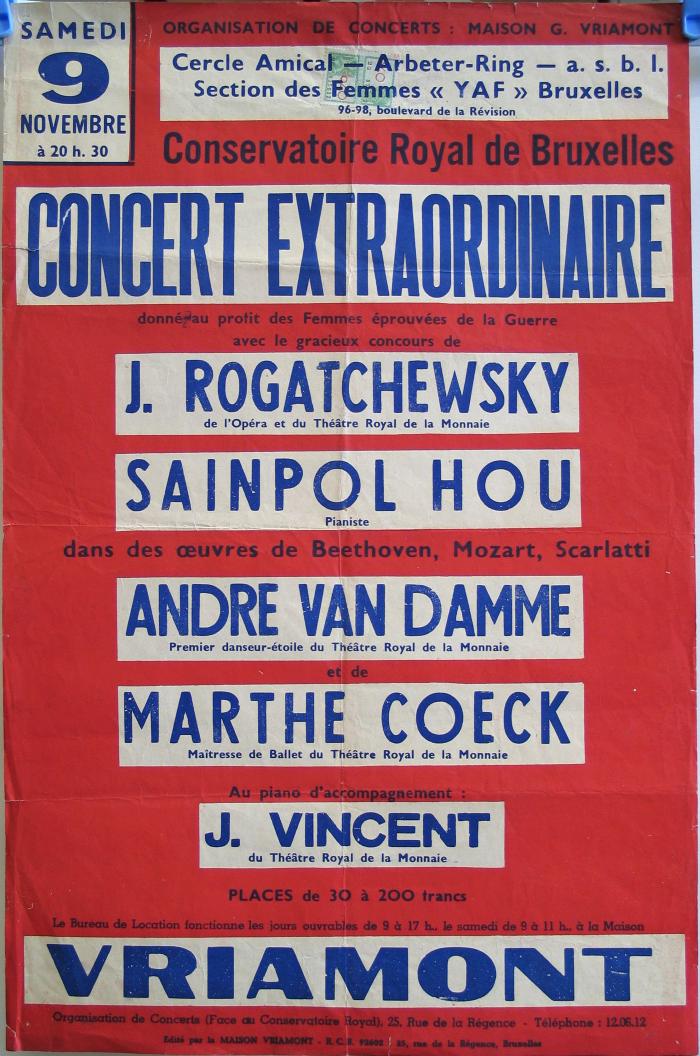 SAMEDI
9
NOVEMBRE
à 20 h. 30
ORGANISATION DE CONCERTS : MAISON G. VRIAMONT
Cercle Amical — Arbeter-Ring — a. s. b. l.
Section des Femmes « YAF » Bruxelles
96-98, boulevard de la Révision
Conservatoire Royal de Bruxelles
CONCERT EXTRAORDINAIRE
donné au profit des Femmes éprouvées de la Guerre
avec le gracieux concours de
J. ROGATCHEWSKY
de l'Opéra et du Théâtre Royal de la Monnaie
SAINPOL HOU
Pianiste
dans des œuvres de Beethoven, Mozart, Scarlatti
ANDRE VAN DAMME
Premier danseur-étoile du Théâtre Royal de la Monnaie
et de
MARTHE COECK
Maîtresse de Ballet du Théâtre Royal de la Monnaie
Au piano d'accompagnement :
J. VINCENT
du Théâtre Royal de la Monnaie
PLACES de 30 à 200 francs
Le Bureau de Location fonctionne les jours ouvrables de 9 à 17 h., le samedi de 9 à 11 h., à la Maison
VRIAMONT
Organisation de Concerts (Face au Conservatoire Royal), 25, Rue de la Régence - Téléphone : 12.06.12
Edité par la MAISON VRIAMONT - R. C. B. 92602 25, rue de la Régence, Bruxelles